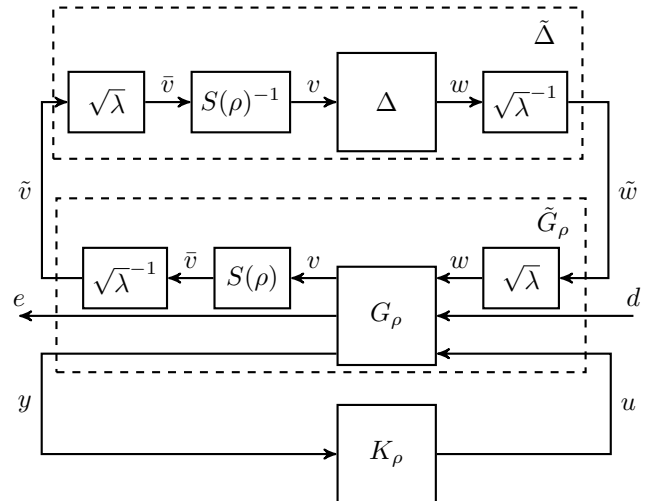 Δ̃
√λ v̄ S(ρ)⁻¹ v Δ w √λ⁻¹
ṽ w̃
G̃ρ
√λ⁻¹ v̄ S(ρ) v Gρ w √λ
e d
y u
Kρ